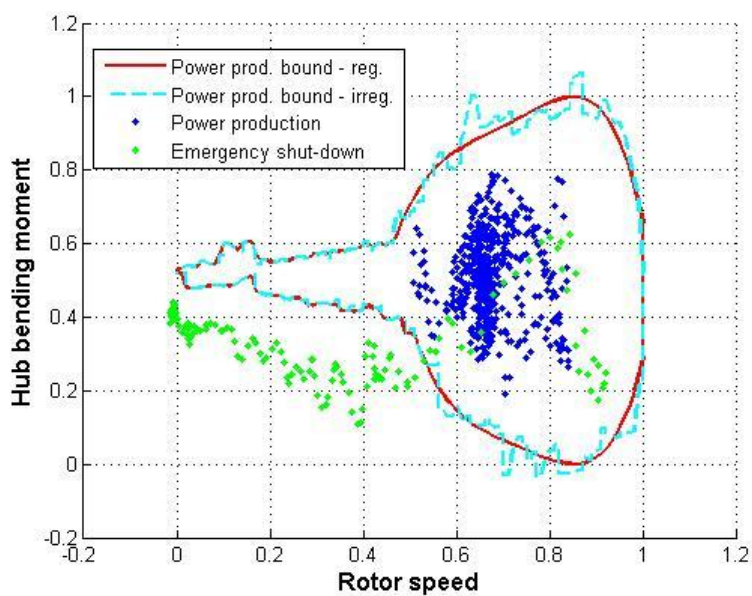 1.2
1
0.8
0.6
0.4
0.2
0
-0.2
Hub bending moment
Power prod. bound - reg.
Power prod. bound - irreg.
Power production
Emergency shut-down
-0.2 0 0.2 0.4 0.6 0.8 1 1.2
Rotor speed